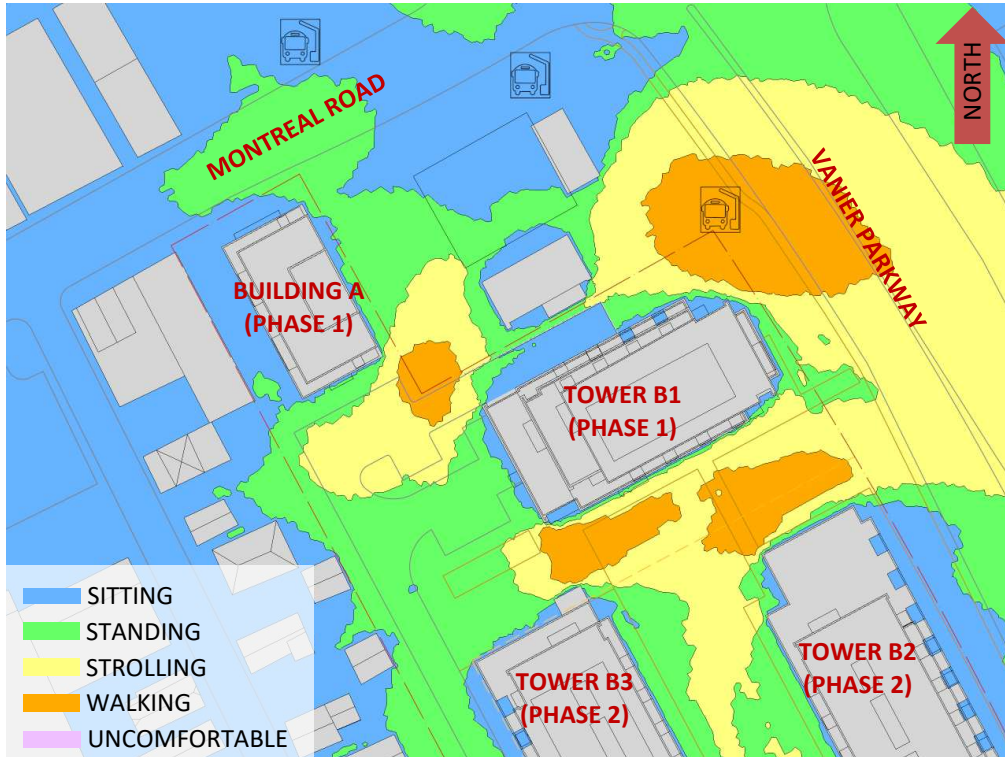 NORTH
MONTREAL ROAD
VANIER PARKWAY
BUILDING A
(PHASE 1)
TOWER B1
(PHASE 1)
TOWER B2
(PHASE 2)
TOWER B3
(PHASE 2)
SITTING
STANDING
STROLLING
WALKING
UNCOMFORTABLE